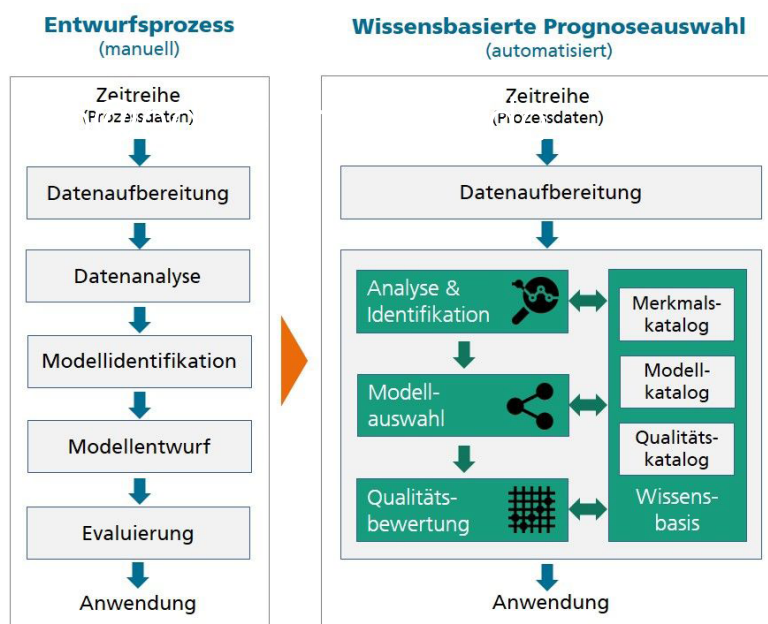 Entwurfsprozess
(manuell)
Zeitreihe
(Prozessdaten)
Datenaufbereitung
Datenanalyse
Modellidentifikation
Modellentwurf
Evaluierung
Anwendung
Wissensbasierte Prognoseauswahl
(automatisiert)
Zeitreihe
(Prozessdaten)
Datenaufbereitung
Analyse &
Identifikation
Modell-
auswahl
Qualitäts-
bewertung
Merkmals-
katalog
Modell-
katalog
Qualitäts-
katalog
Wissens-
basis
Anwendung